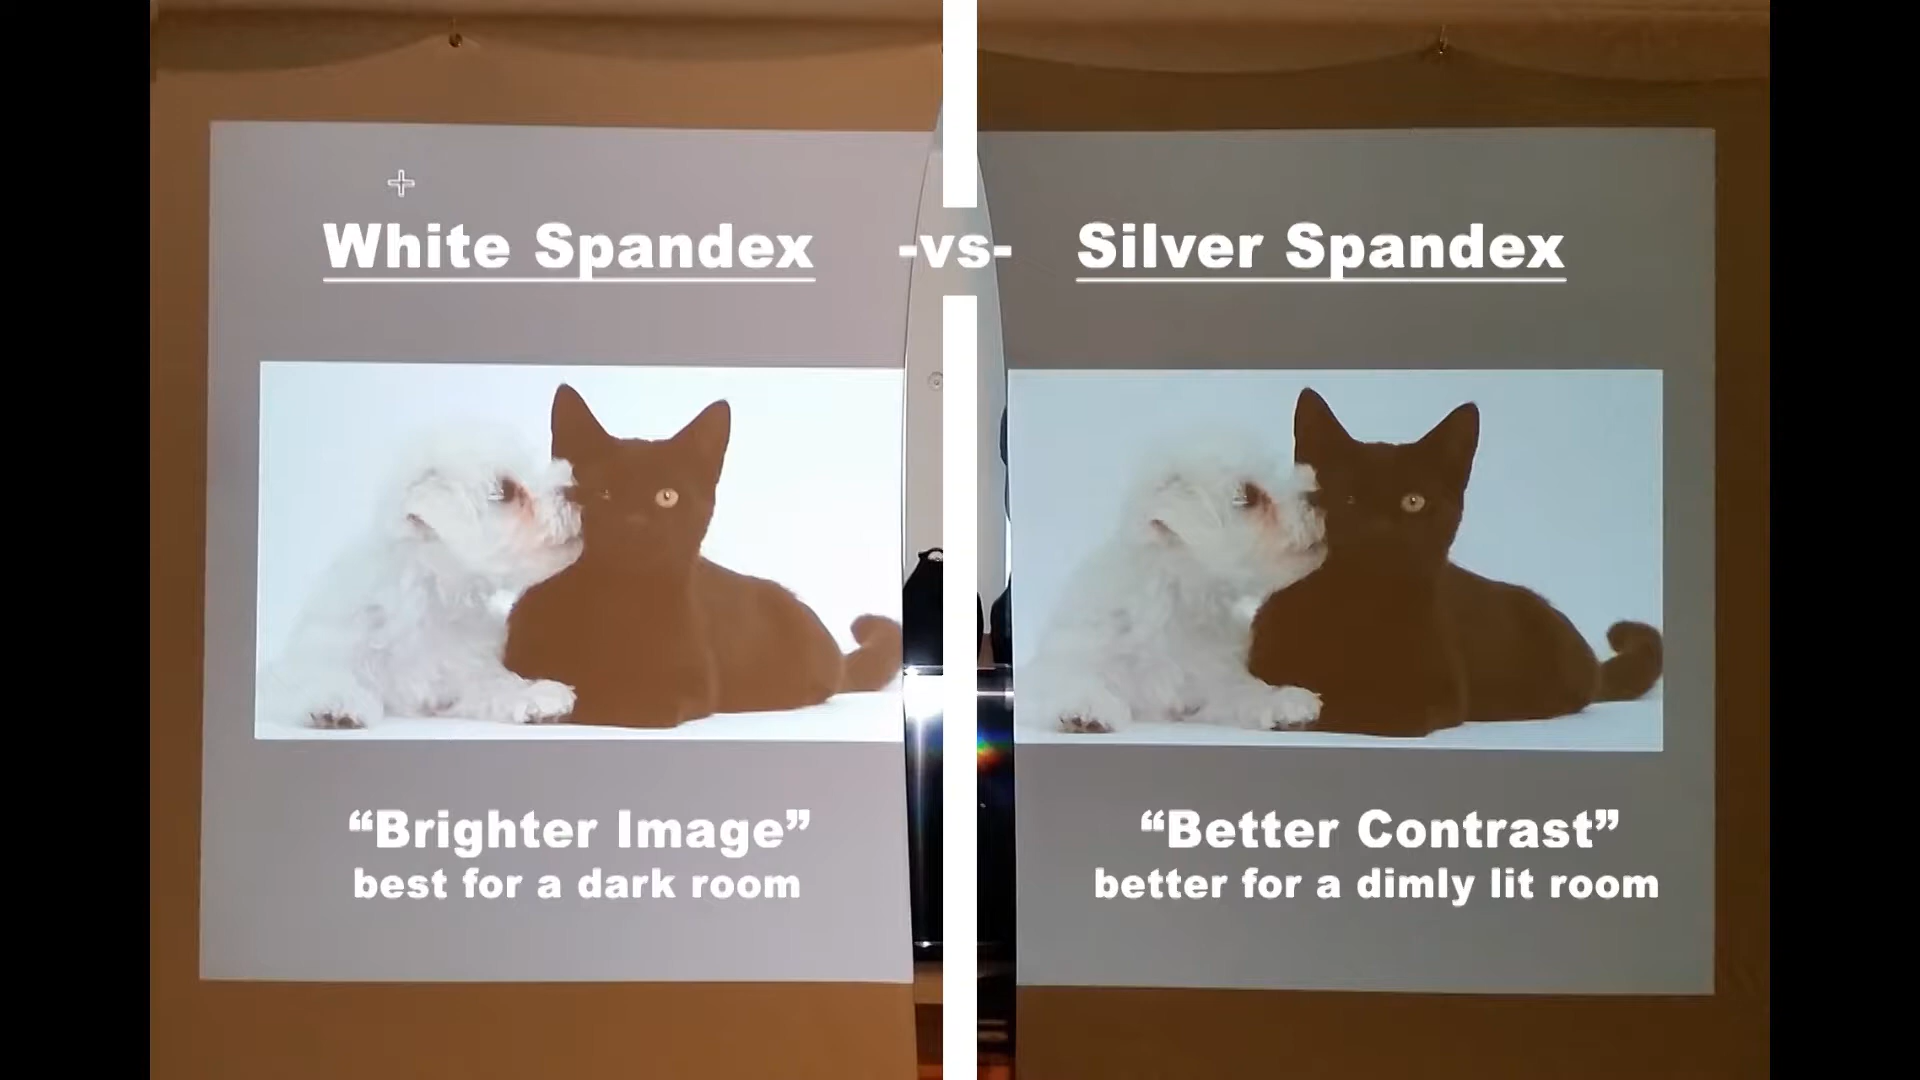 White Spandex -vs- Silver Spandex
“Brighter Image”
best for a dark room
“Better Contrast”
better for a dimly lit room